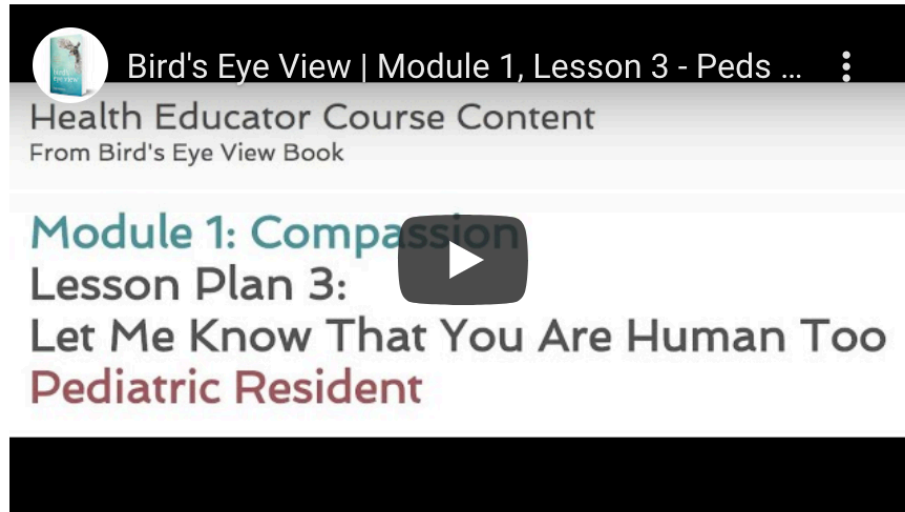 Bird's Eye View | Module 1, Lesson 3 - Peds ...
Health Educator Course Content
From Bird's Eye View Book
Module 1: Compassion
Lesson Plan 3:
Let Me Know That You Are Human Too
Pediatric Resident